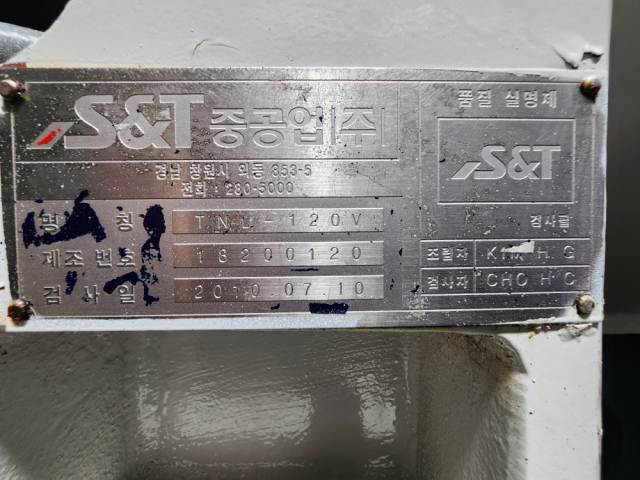 S&T 중공업(주)
경남 창원시 외동 853-5
전화 : 280-5000
명 칭 TNL-120V
제조 번호 18200120
검사일 2010.07.10
품질 실명제
S&T
검사필
조립자 H G
검사자 CHO H C